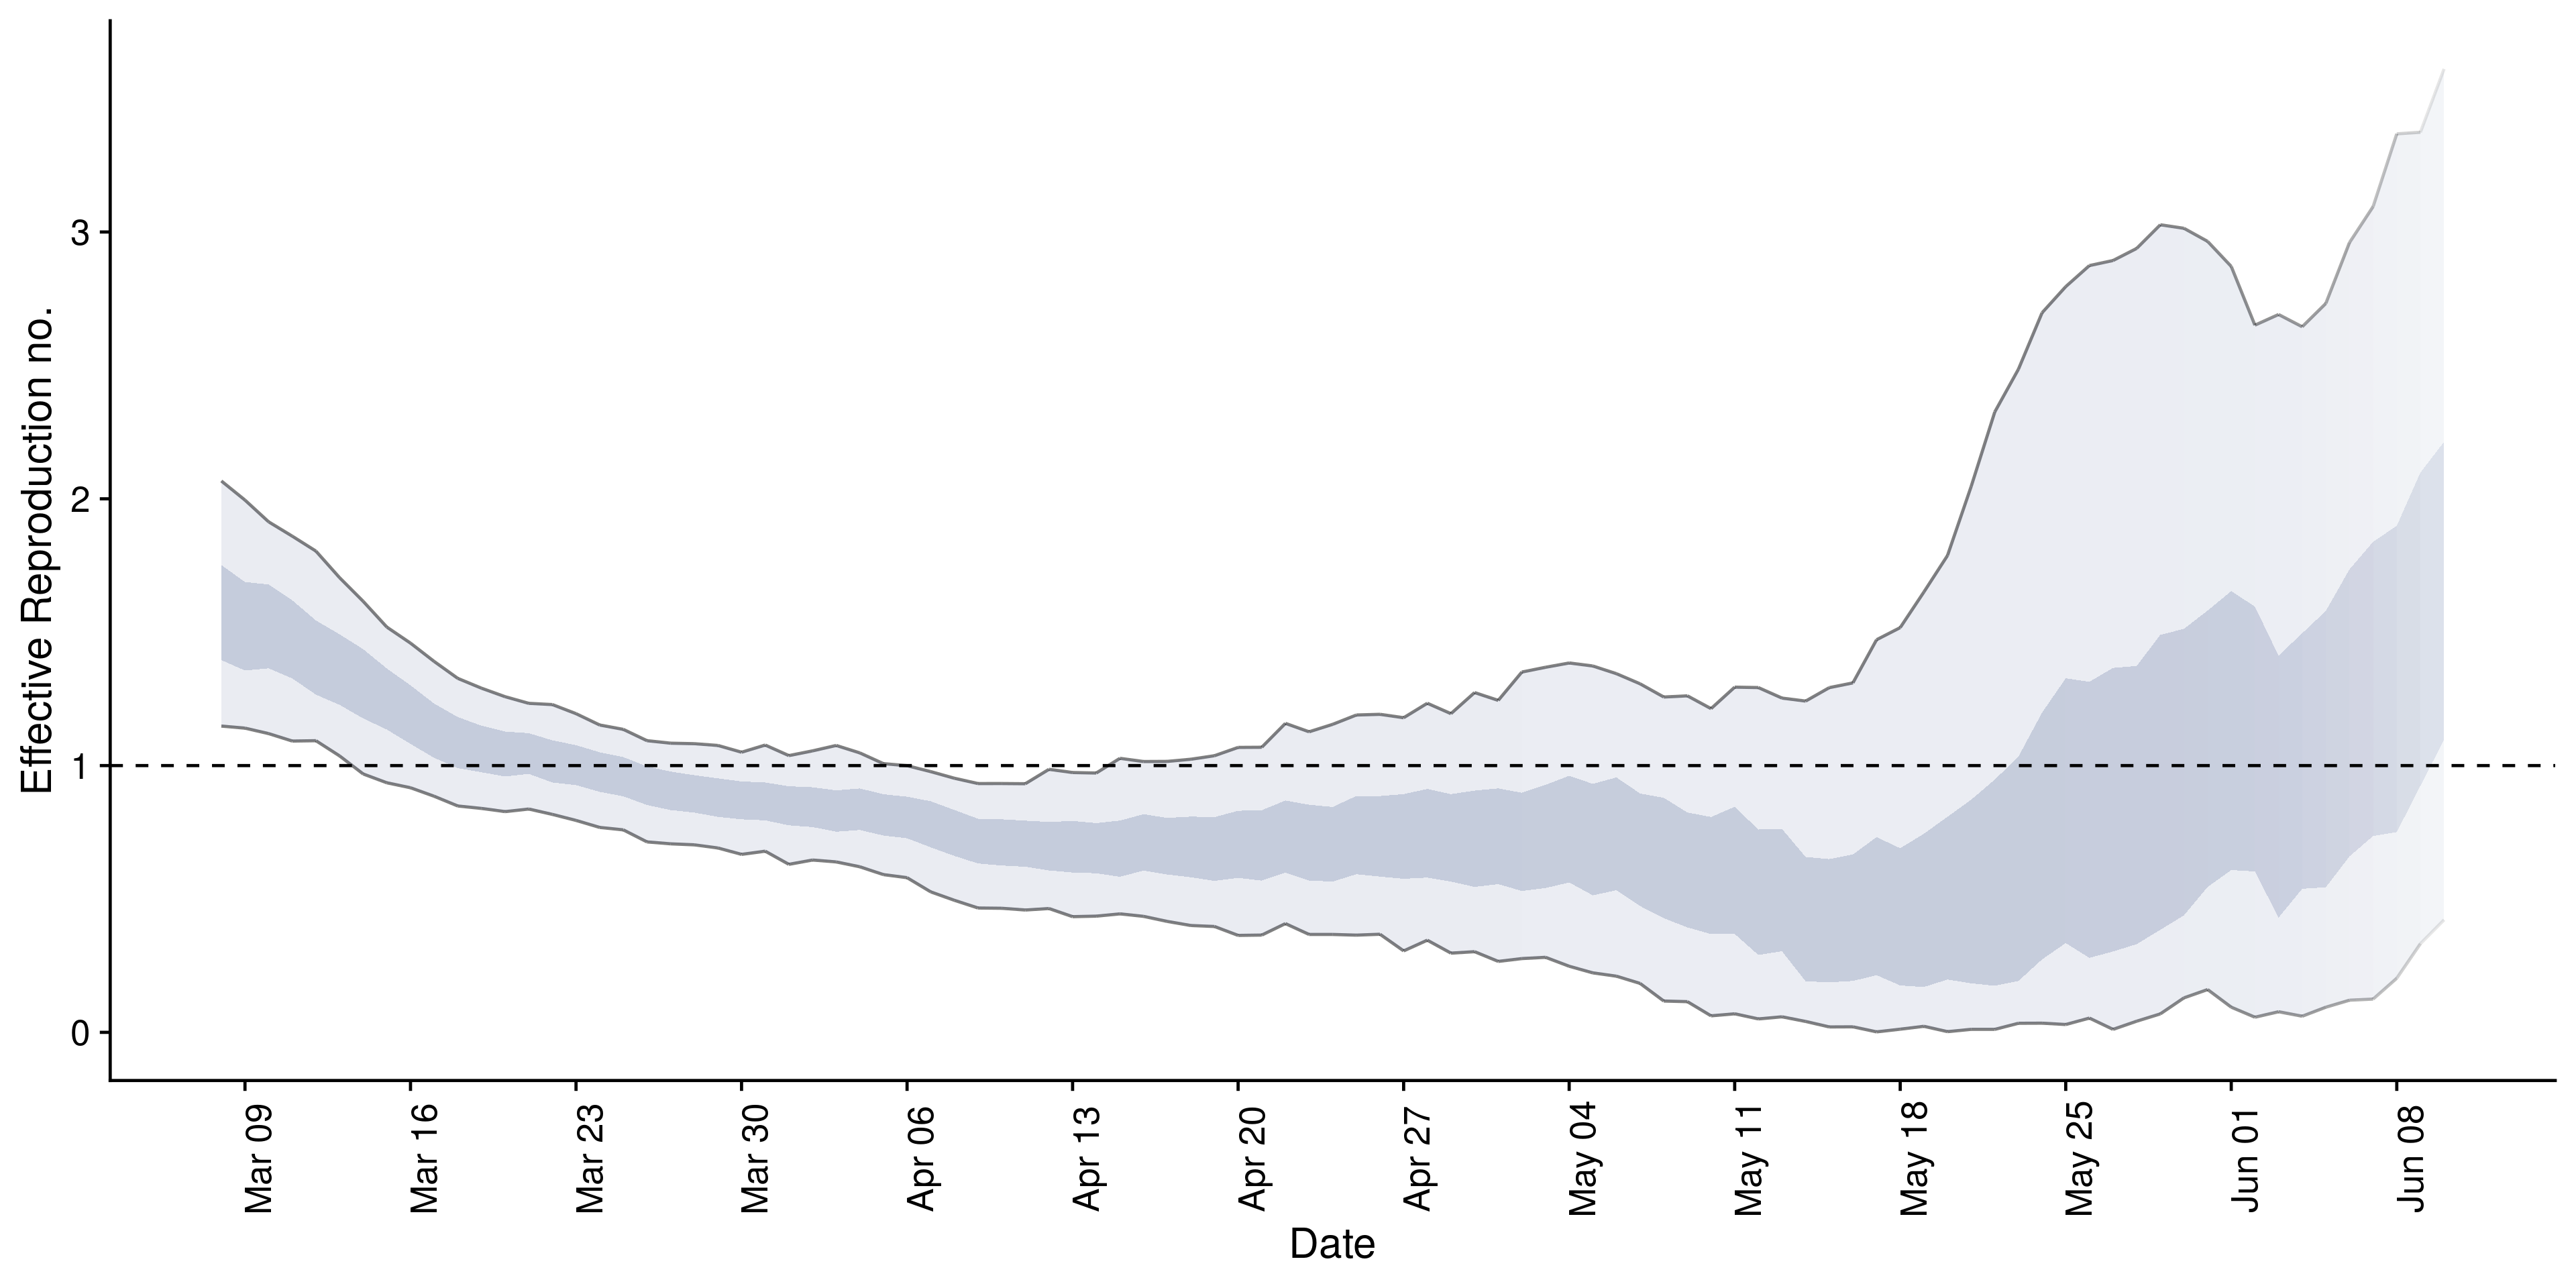 Effective Reproduction no.
3
2
1
0
Mar 09
Mar 16
Mar 23
Mar 30
Apr 06
Apr 13
Apr 20
Apr 27
May 04
May 11
May 18
May 25
Jun 01
Jun 08
Date